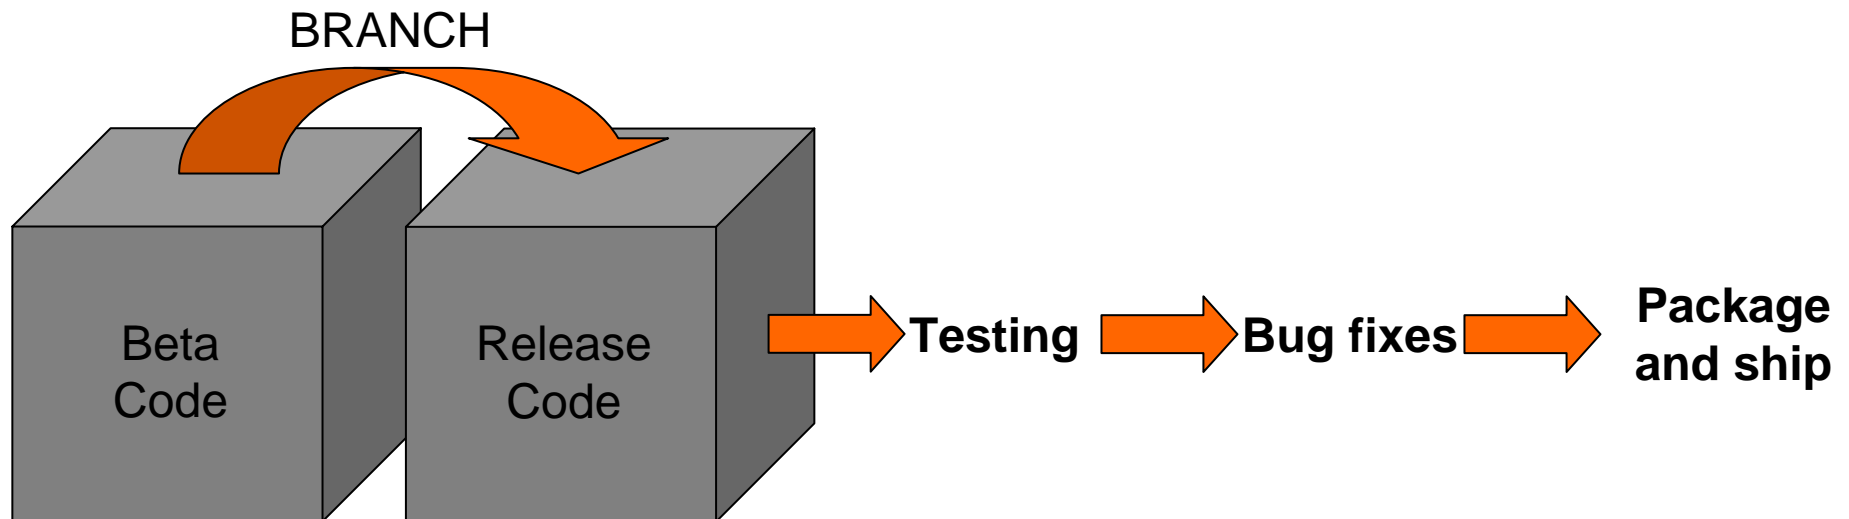 BRANCH
Beta
Code
Release
Code
Testing
Bug fixes
Package
and ship